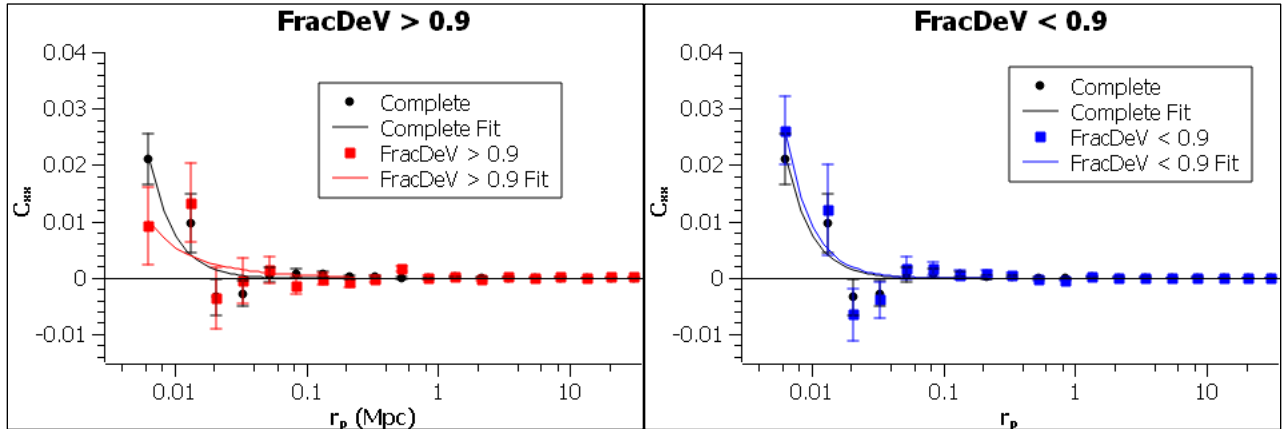 FracDeV > 0.9
0.04
0.03
0.02
0.01
0
-0.01
Cxx
Complete
Complete Fit
FracDeV > 0.9
FracDeV > 0.9 Fit
0.01
0.1
1
10
rp (Mpc)
FracDeV < 0.9
0.04
0.03
0.02
0.01
0
-0.01
Cxx
Complete
Complete Fit
FracDeV < 0.9
FracDeV < 0.9 Fit
0.01
0.1
1
10
rp